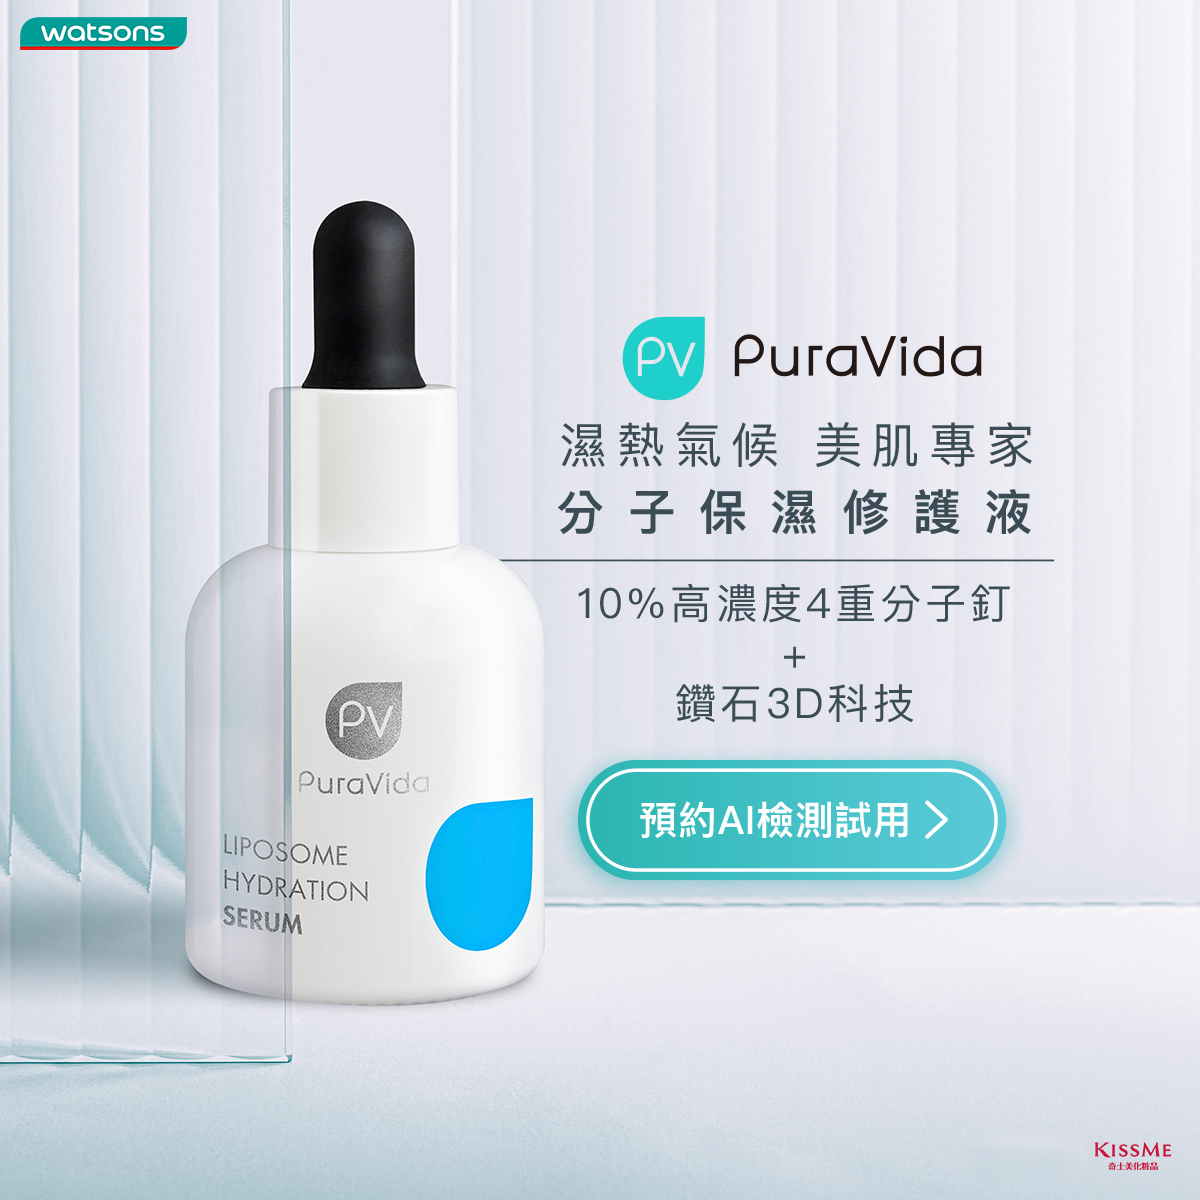 watsons
PV PuraVida
濕熱氣候 美肌專家
分子保濕修護液
10%高濃度4重分子釘
+
鑽石3D科技
預約AI檢測試用 >
PV
PuraVida
LIPOSOME
HYDRATION
SERUM
KISSME
奇士美化粧品